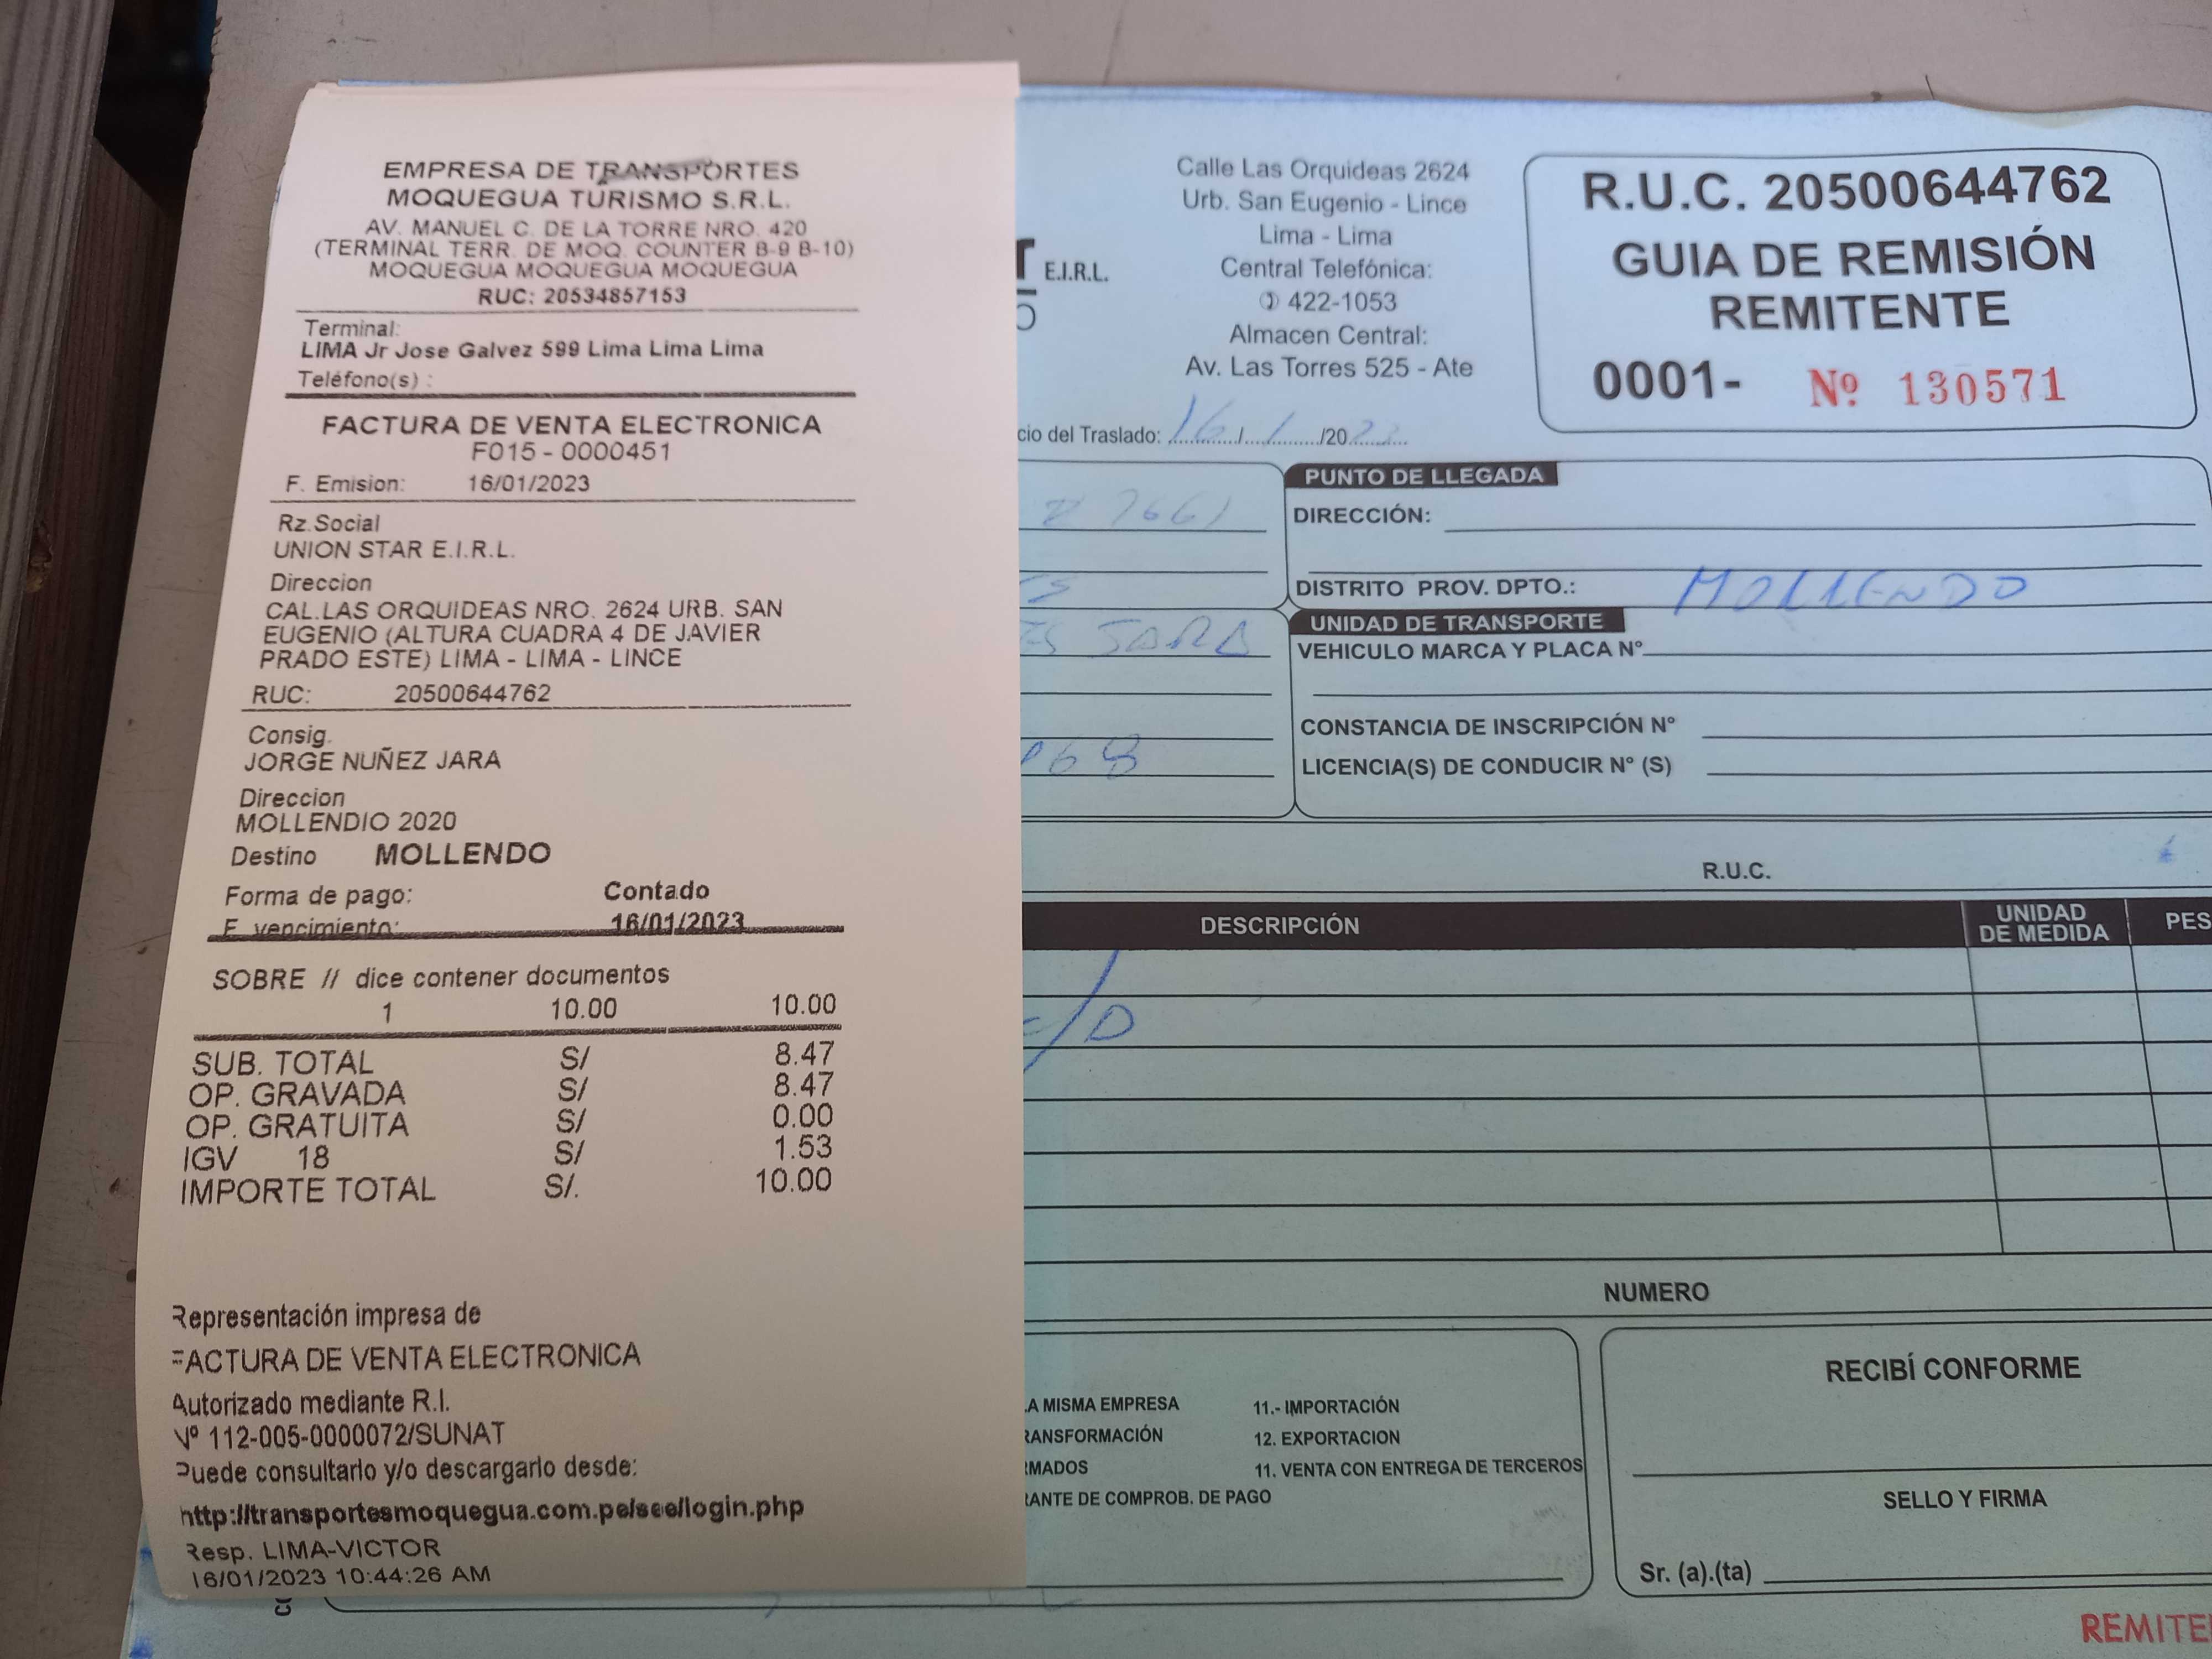 EMPRESA DE TRANSPORTES
MOQUEGUA TURISMO S.R.L.
AV. MANUEL C. DE LA TORRE NRO. 420
(TERMINAL TERR. DE MOQ. COUNTER B-9 B-10)
MOQUEGUA MOQUEGUA MOQUEGUA
RUC: 20534857153
Terminal:
LIMA Jr Jose Galvez 599 Lima Lima Lima
Teléfono(s) :
FACTURA DE VENTA ELECTRONICA
F015 - 0000451
F. Emision: 16/01/2023
Rz.Social
UNION STAR E.I.R.L.
Direccion
CAL.LAS ORQUIDEAS NRO. 2624 URB. SAN
EUGENIO (ALTURA CUADRA 4 DE JAVIER
PRADO ESTE) LIMA - LIMA - LINCE
RUC: 20500644762
Consig.
JORGE NUÑEZ JARA
Direccion
MOLLENDIO 2020
Destino MOLLENDO
Forma de pago: Contado
F. vencimiento: 16/01/2023
SOBRE // dice contener documentos
1 10.00 10.00
SUB. TOTAL S/ 8.47
OP. GRAVADA S/ 8.47
OP. GRATUITA S/ 0.00
IGV 18 S/ 1.53
IMPORTE TOTAL S/. 10.00
Representación impresa de
FACTURA DE VENTA ELECTRONICA
Autorizado mediante R.I.
Nº 112-005-0000072/SUNAT
Puede consultarlo y/o descargarlo desde:
http://transportesmoquegua.com.pe/see/login.php
Resp. LIMA-VICTOR
16/01/2023 10:44:26 AM
E.I.R.L.
Calle Las Orquideas 2624
Urb. San Eugenio - Lince
Lima - Lima
Central Telefónica:
422-1053
Almacen Central:
Av. Las Torres 525 - Ate
R.U.C. 20500644762
GUIA DE REMISIÓN
REMITENTE
0001- Nº 130571
cio del Traslado: 16/1/20
PUNTO DE LLEGADA
DIRECCIÓN:
DISTRITO PROV. DPTO.: MOLLENDO
UNIDAD DE TRANSPORTE
VEHICULO MARCA Y PLACA Nº
CONSTANCIA DE INSCRIPCIÓN Nº
LICENCIA(S) DE CONDUCIR Nº (S)
R.U.C.
DESCRIPCIÓN UNIDAD DE MEDIDA PES
NUMERO
A MISMA EMPRESA 11.- IMPORTACIÓN
RANSFORMACIÓN 12. EXPORTACION
RMADOS 11. VENTA CON ENTREGA DE TERCEROS
RANTE DE COMPROB. DE PAGO
RECIBÍ CONFORME
SELLO Y FIRMA
Sr. (a).(ta)
REMITE